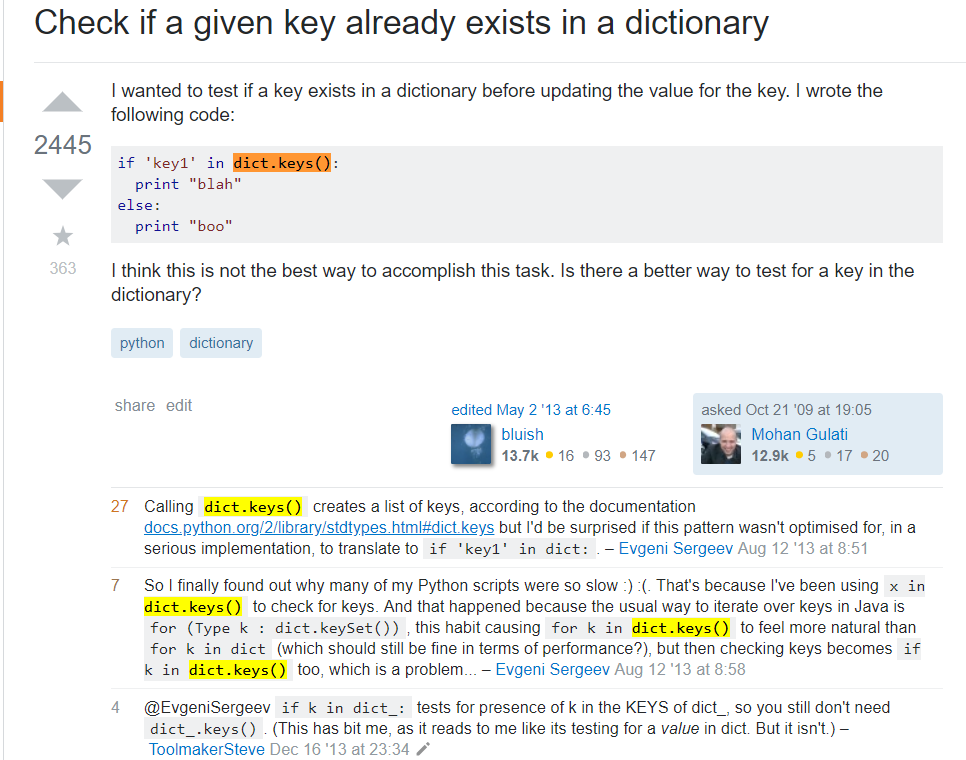 Check if a given key already exists in a dictionary
I wanted to test if a key exists in a dictionary before updating the value for the key. I wrote the
following code:
2445
if 'key1' in dict.keys():
  print "blah"
else:
  print "boo"
363
I think this is not the best way to accomplish this task. Is there a better way to test for a key in the
dictionary?
python dictionary
share edit
edited May 2 '13 at 6:45
bluish
13.7k 16 93 147
asked Oct 21 '09 at 19:05
Mohan Gulati
12.9k 5 17 20
27 Calling dict.keys() creates a list of keys, according to the documentation
docs.python.org/2/library/stdtypes.html#dict.keys but I'd be surprised if this pattern wasn't optimised for, in a
serious implementation, to translate to if 'key1' in dict: . – Evgeni Sergeev Aug 12 '13 at 8:51
7 So I finally found out why many of my Python scripts were so slow :) :(. That's because I've been using x in
dict.keys() to check for keys. And that happened because the usual way to iterate over keys in Java is
for (Type k : dict.keySet()) , this habit causing for k in dict.keys() to feel more natural than
for k in dict (which should still be fine in terms of performance?), but then checking keys becomes if
k in dict.keys() too, which is a problem... – Evgeni Sergeev Aug 12 '13 at 8:58
4 @EvgeniSergeev if k in dict_: tests for presence of k in the KEYS of dict_, so you still don't need
dict_.keys() . (This has bit me, as it reads to me like its testing for a value in dict. But it isn't.) –
ToolmakerSteve Dec 16 '13 at 23:34